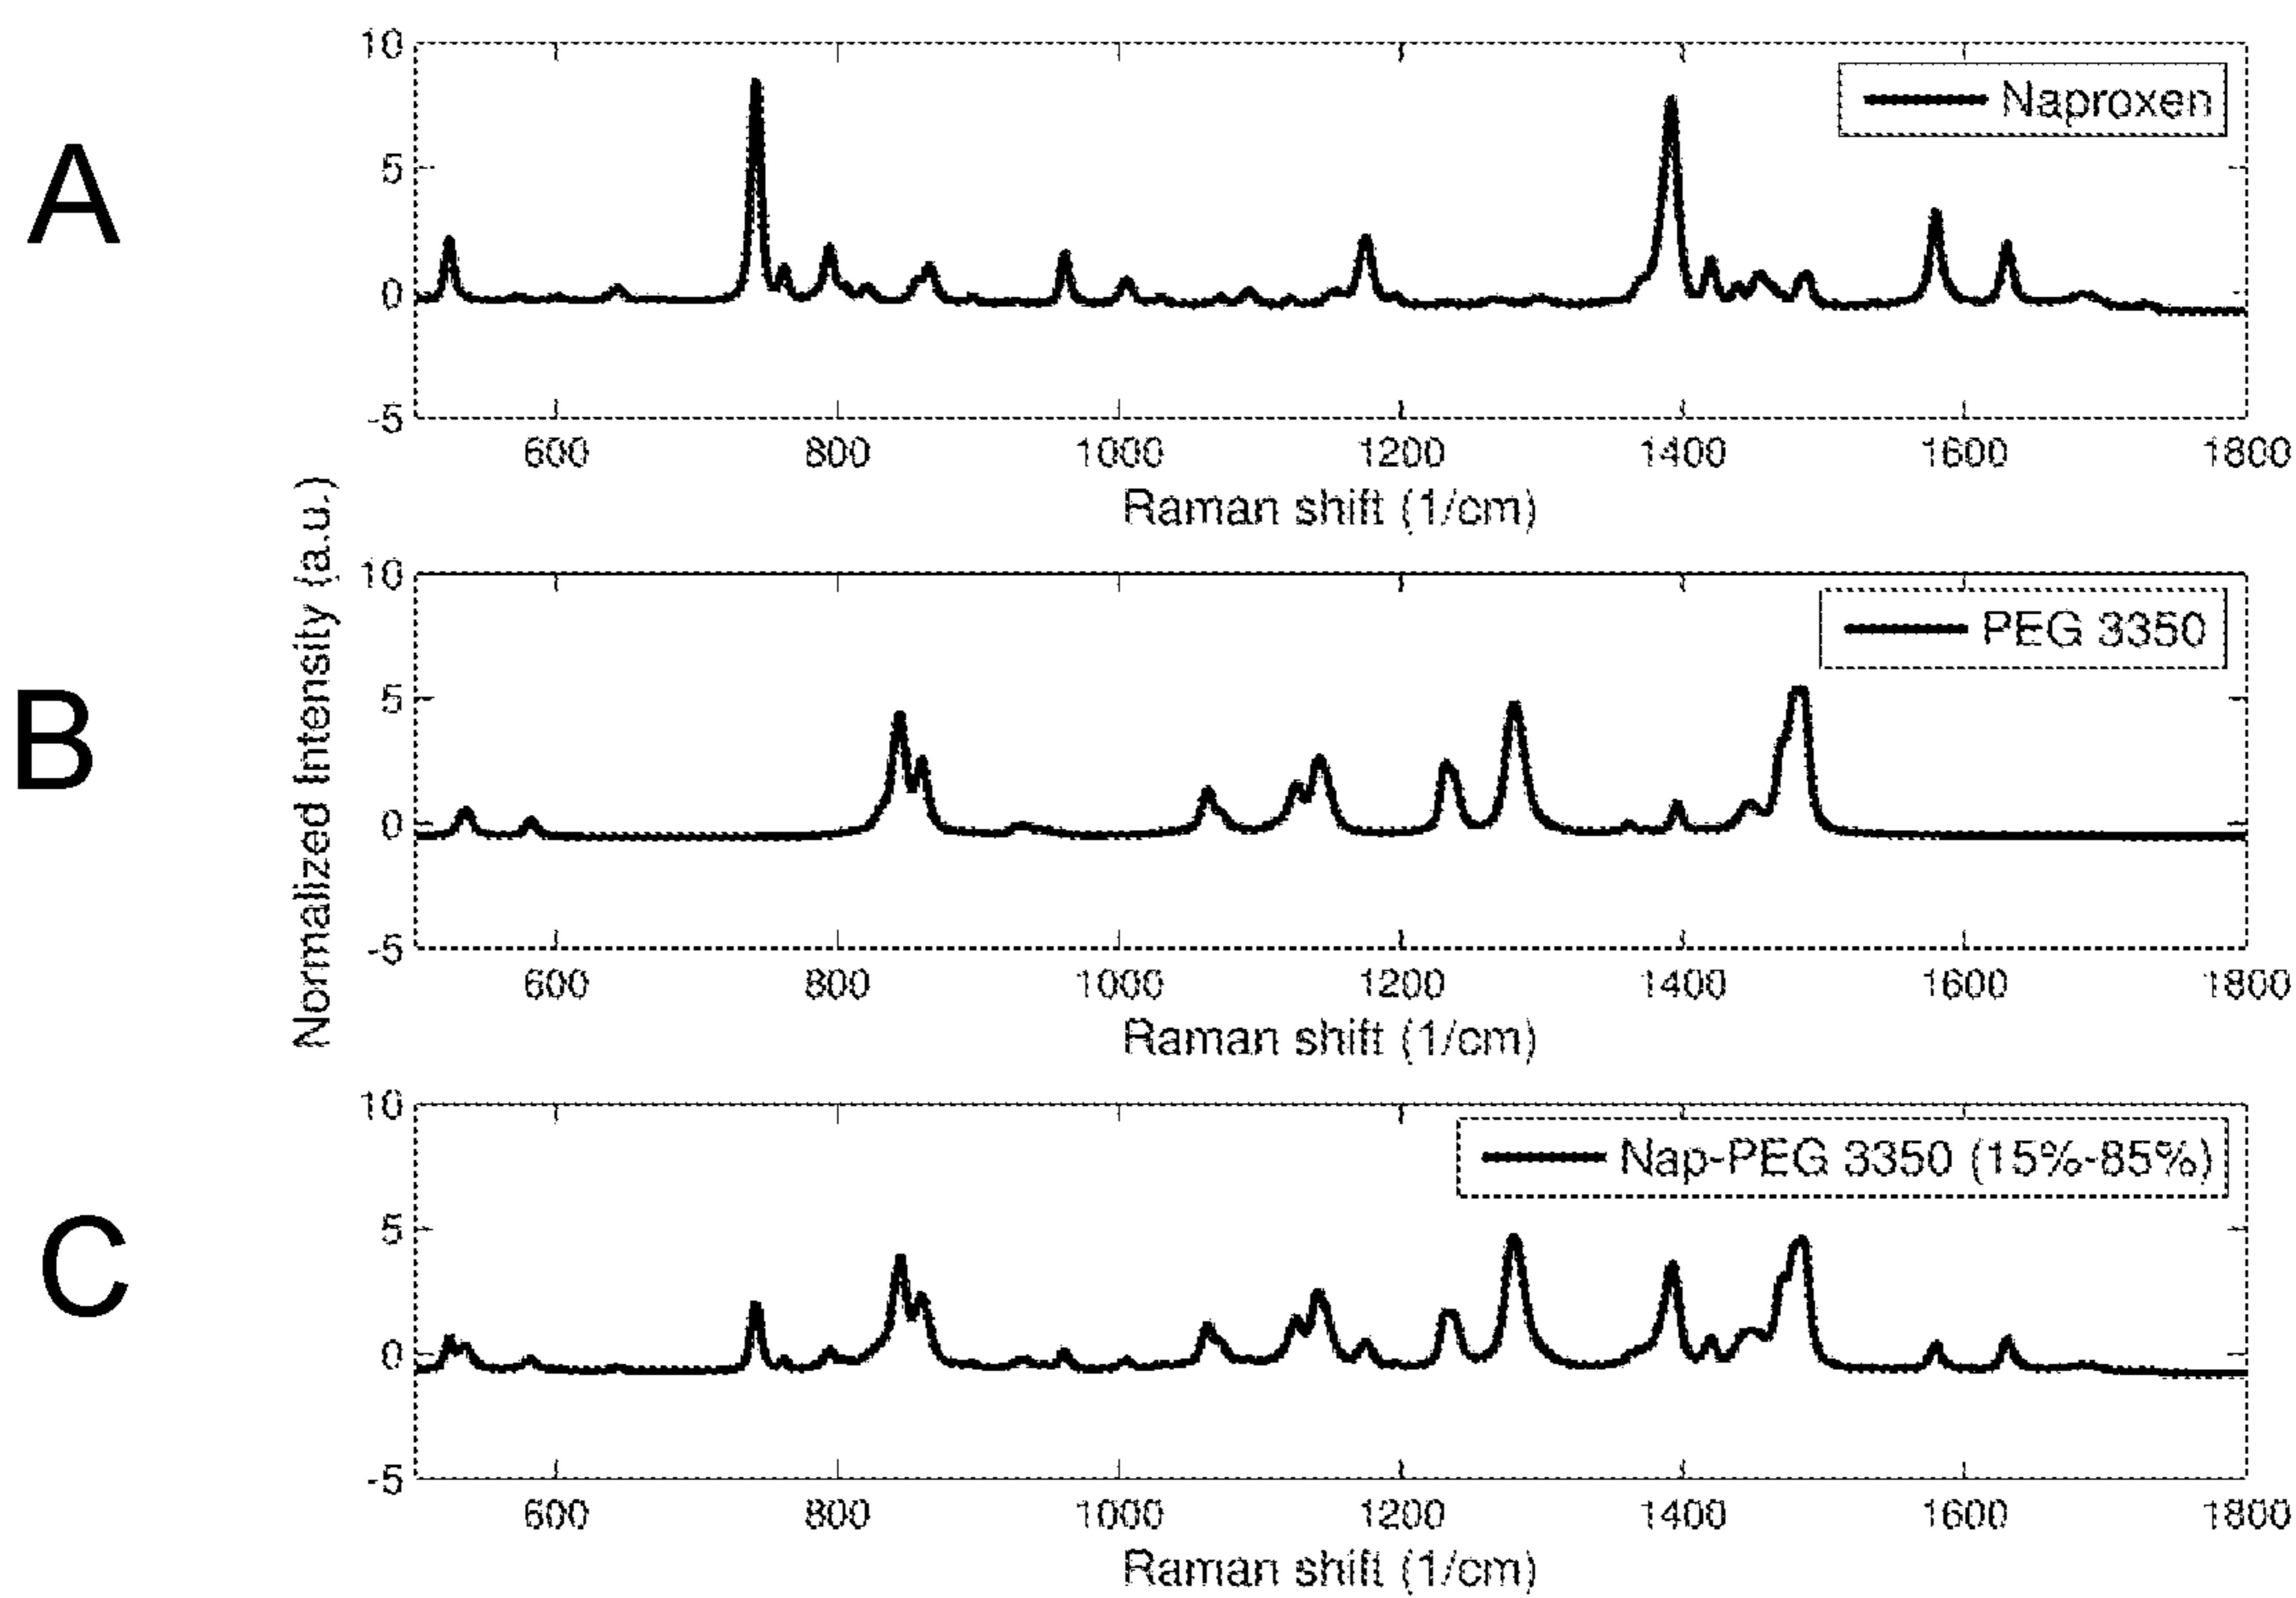 A
10
5
0
-5
Naproxen
600 800 1000 1200 1400 1600 1800
Raman shift (1/cm)
Normalized Intensity (a.u.)
B
10
5
0
-5
PEG 3350
600 800 1000 1200 1400 1600 1800
Raman shift (1/cm)
C
10
5
0
-5
Nap-PEG 3350 (15%-85%)
600 800 1000 1200 1400 1600 1800
Raman shift (1/cm)